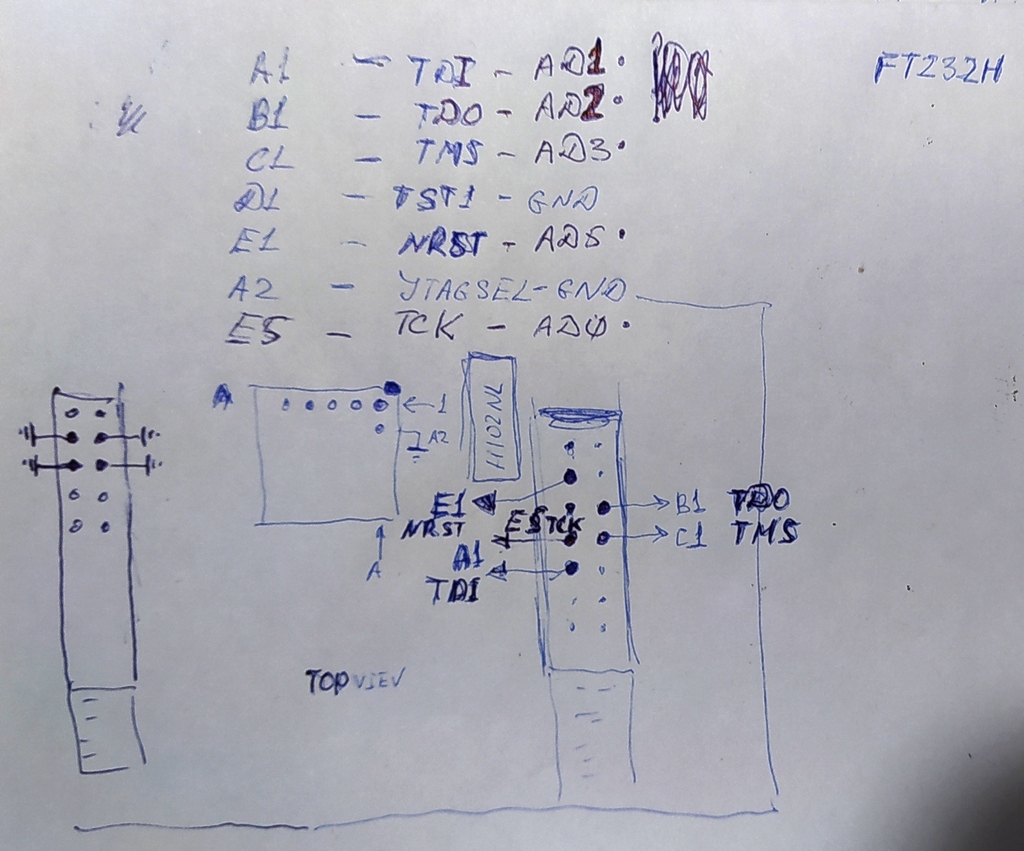 FT232H
A1 - TDI - AD1.
B1 - TDO - AD2.
C1 - TMS - AD3.
D1 - TST1 - GND
E1 - NRST - AD5.
A2 - JTAGSEL - GND
E5 - TCK - AD0.
A
1
A2
H1102NL
E1
NRST
E5 TCK
B1 TDO
C1 TMS
A1
TDI
A
TOP VIEV